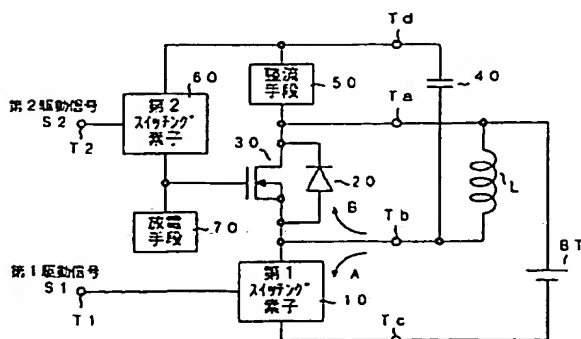 Td
60
整流
手段
50
40
Ta
第2駆動信号
S2
T2
第2
スイッチング
素子
30
20
L
B
放電
手段
70
Tb
BT
第1駆動信号
S1
T1
第1
スイッチング
素子
A
10
Tc